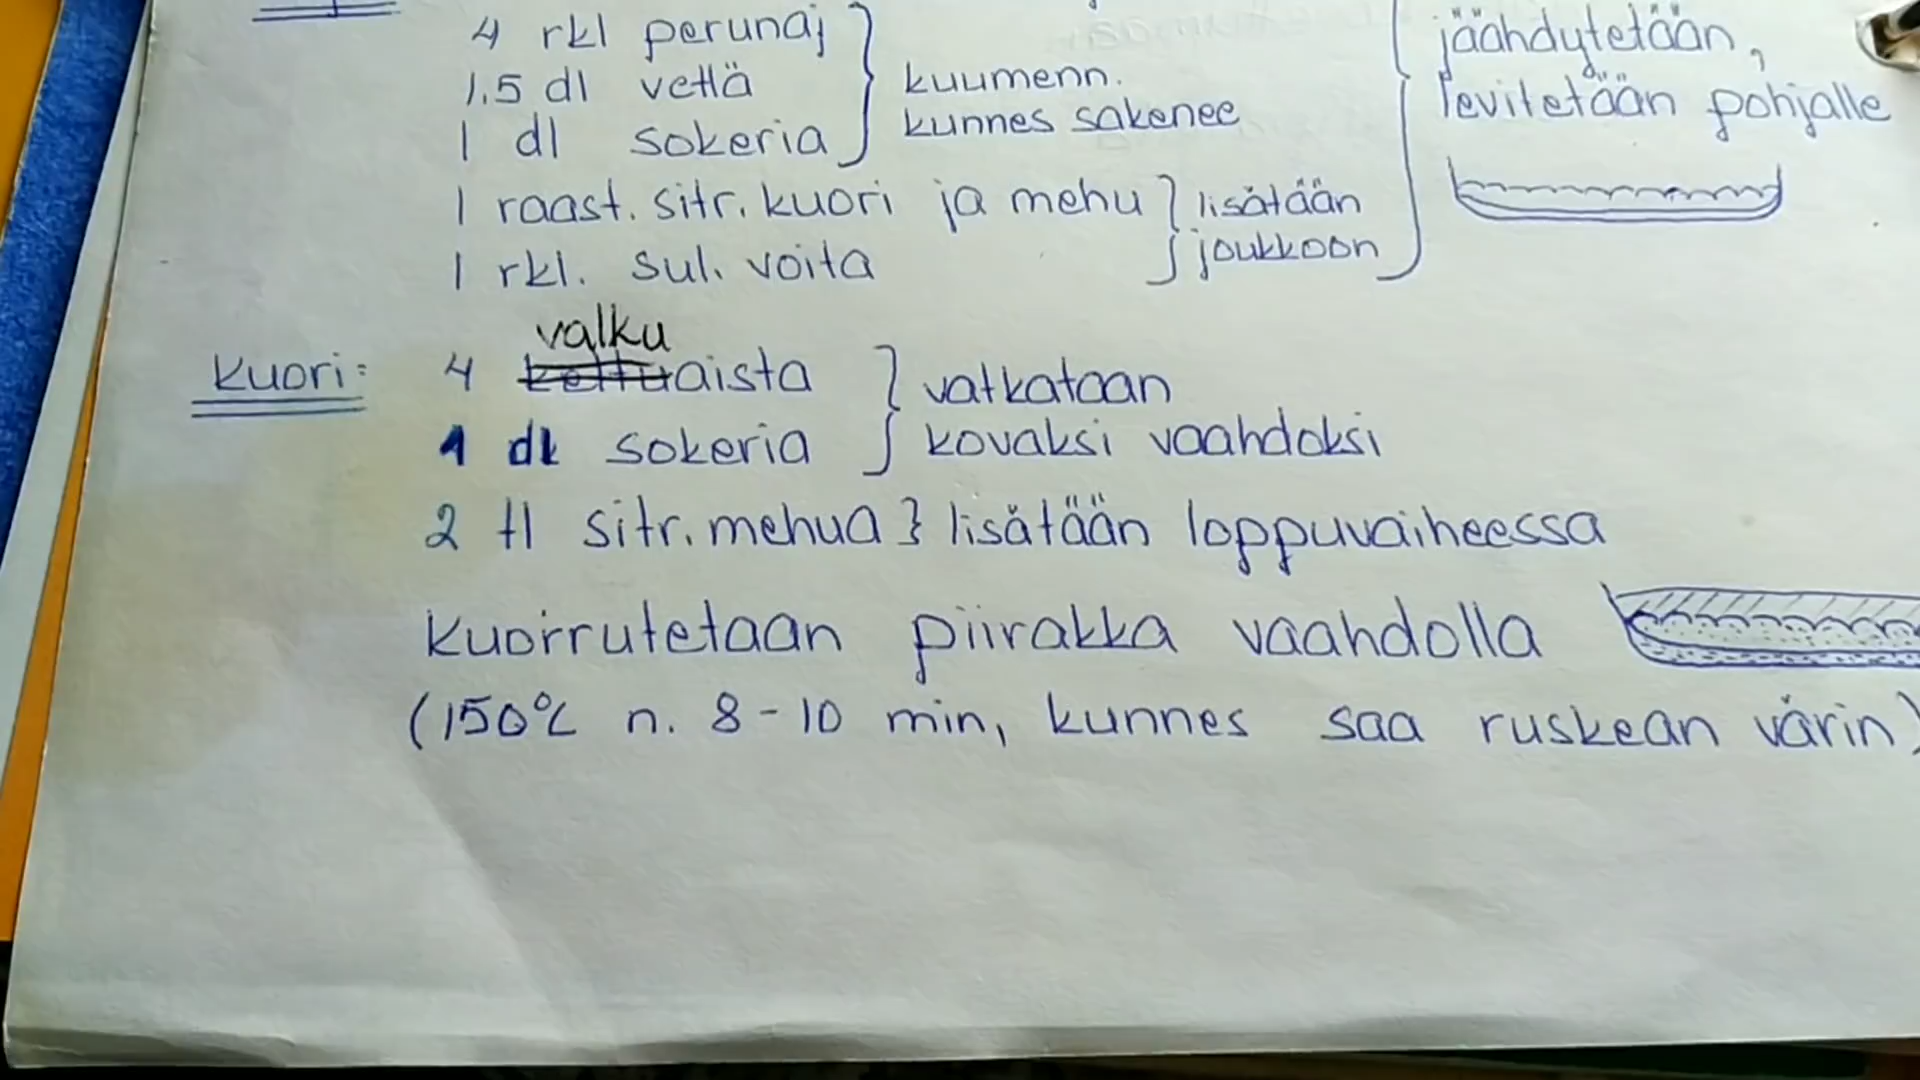 4 rkl perunaj } kuumenn. kunnes sakenee
1.5 dl vettä
1 dl sokeria
1 raast. sitr. kuori ja mehu } lisätään joukkoon
1 rkl. sul. voita
jäähdytetään,
levitetään pohjalle
valku
Kuori: 4 keltuaista } vatkataan
1 dl sokeria } kovaksi vaahdoksi
2 tl sitr. mehua } lisätään loppuvaiheessa
Kuorrutetaan piirakka vaahdolla
(150°C n. 8-10 min, kunnes saa ruskean värin)